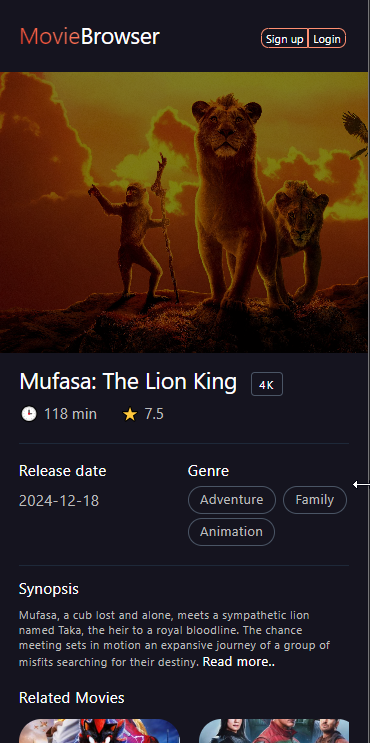 MovieBrowser
Sign up Login
Mufasa: The Lion King 4K
118 min 7.5
Release date Genre
2024-12-18 Adventure Family
Animation
Synopsis
Mufasa, a cub lost and alone, meets a sympathetic lion
named Taka, the heir to a royal bloodline. The chance
meeting sets in motion an expansive journey of a group of
misfits searching for their destiny. Read more..
Related Movies